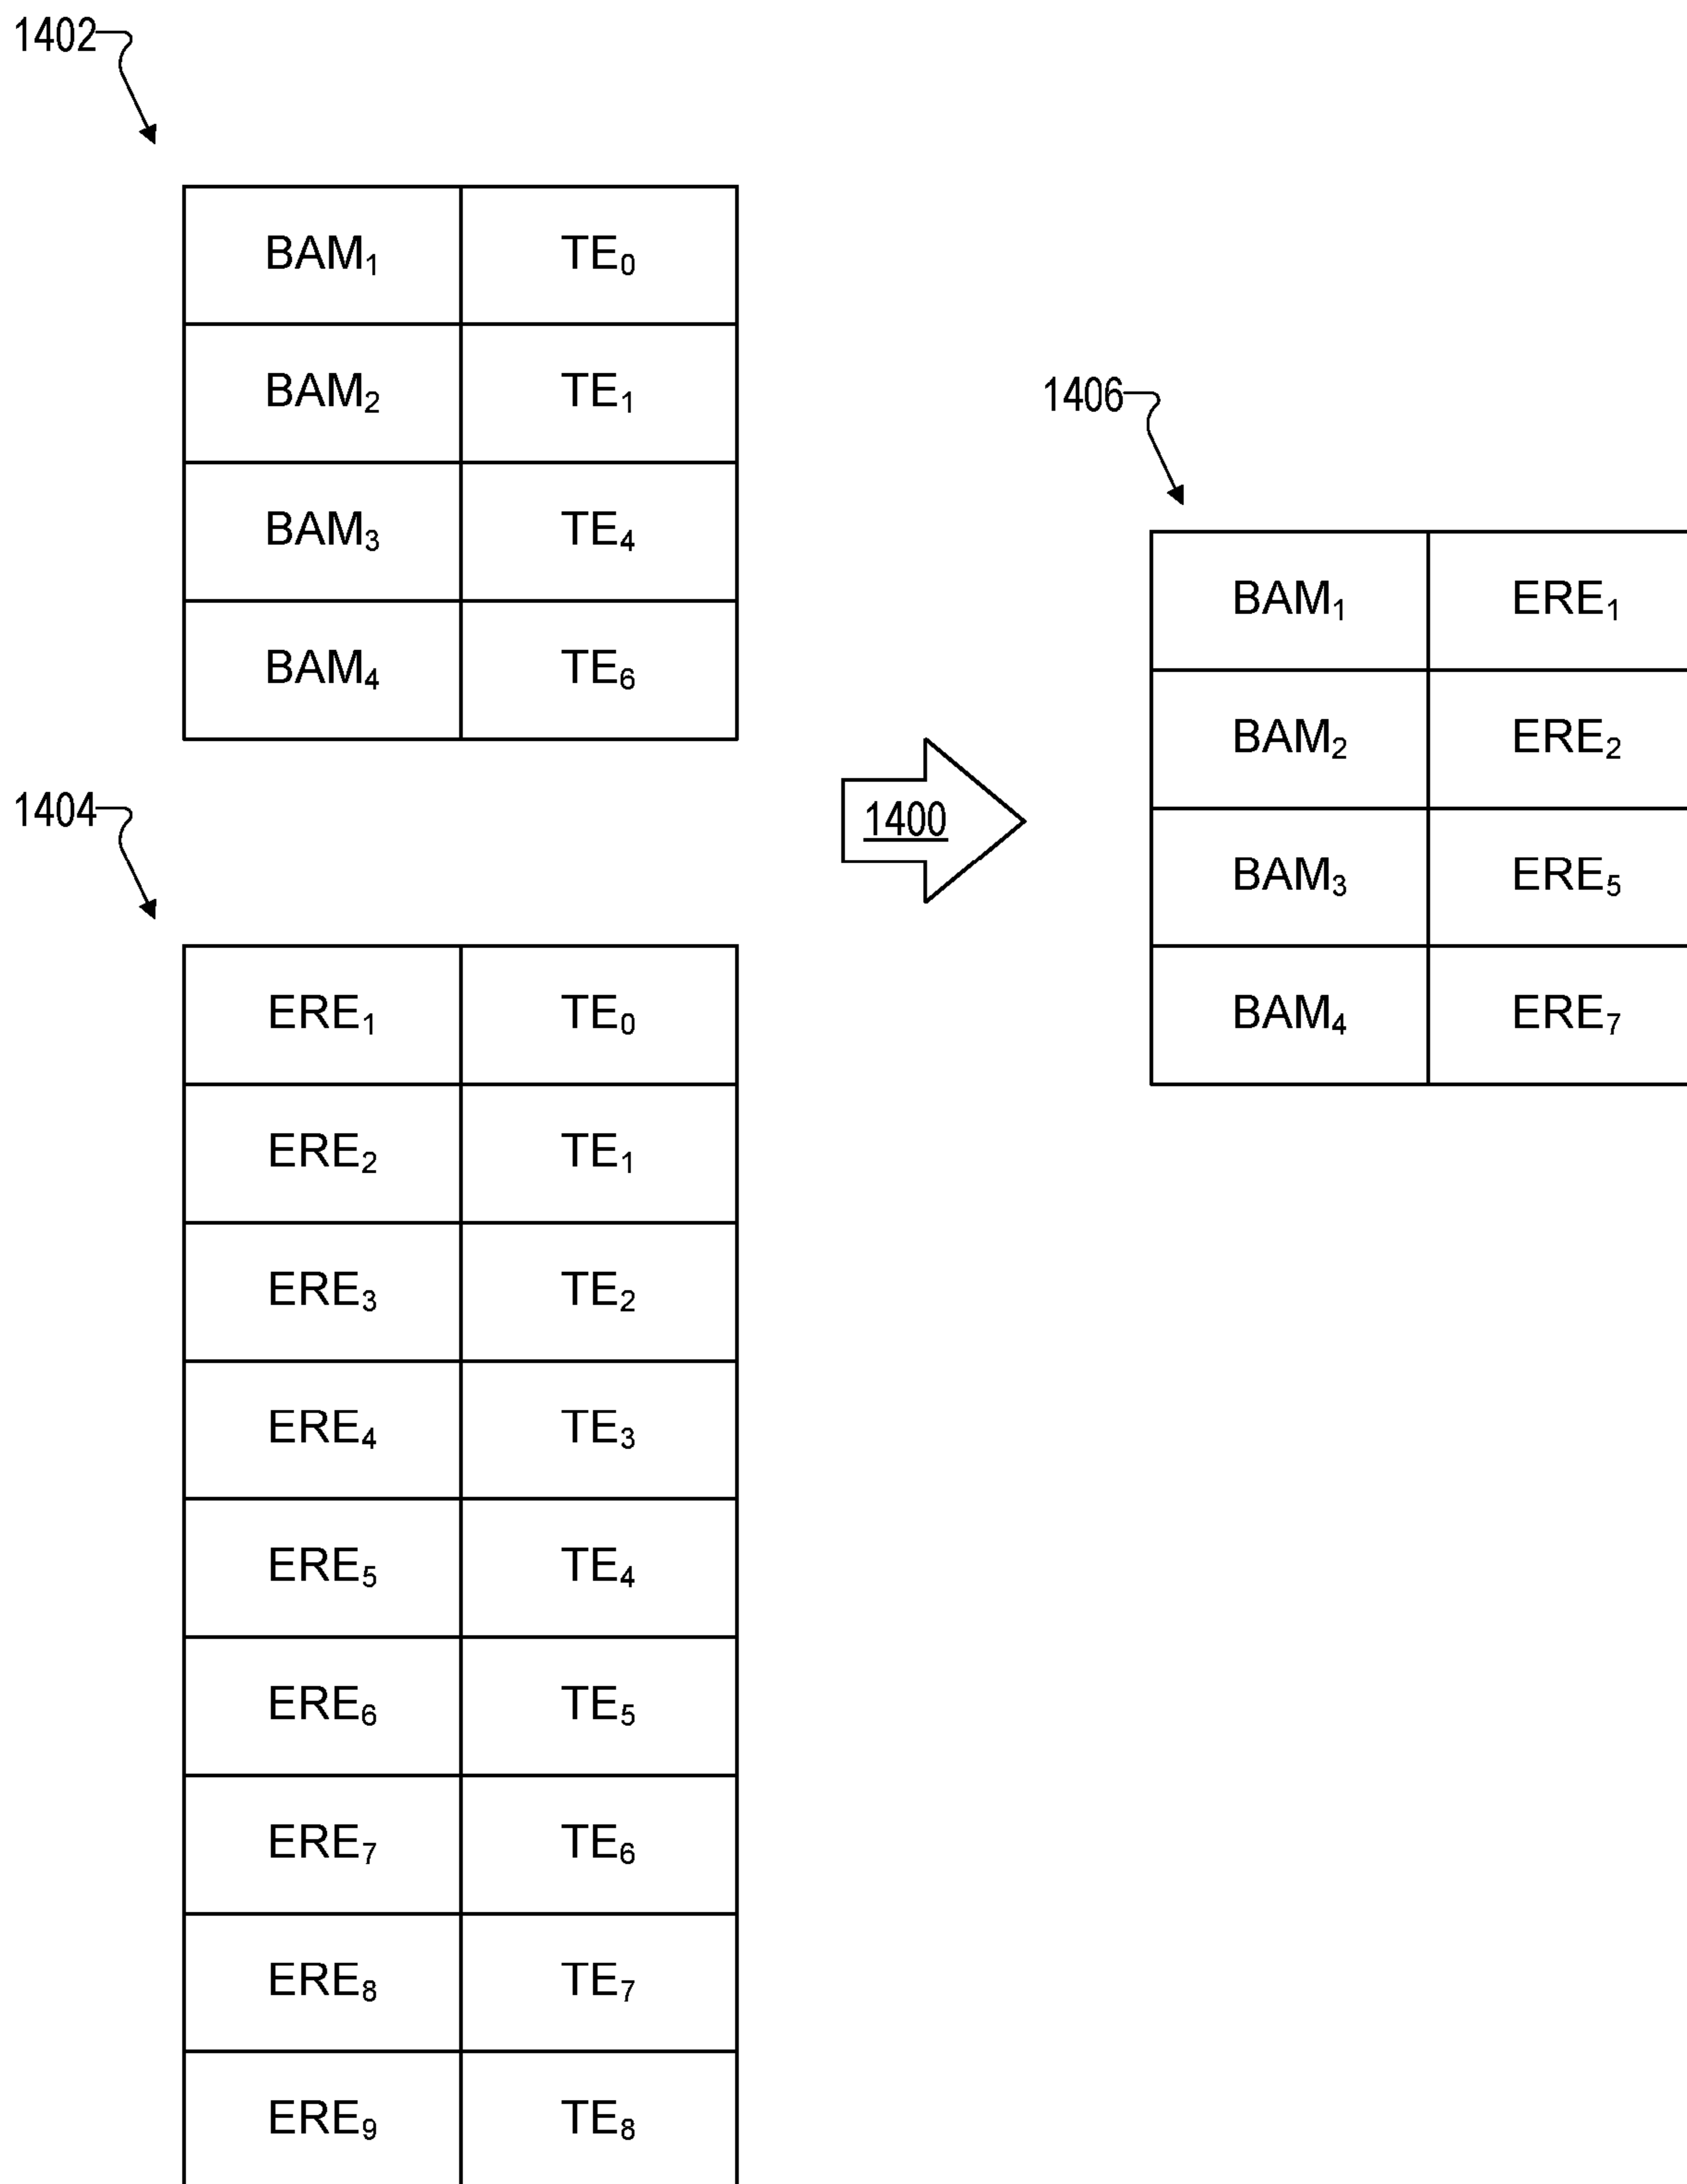 1402
BAM₁ TE₀
BAM₂ TE₁
BAM₃ TE₄
BAM₄ TE₆
1404
ERE₁ TE₀
ERE₂ TE₁
ERE₃ TE₂
ERE₄ TE₃
ERE₅ TE₄
ERE₆ TE₅
ERE₇ TE₆
ERE₈ TE₇
ERE₉ TE₈
1400
1406
BAM₁ ERE₁
BAM₂ ERE₂
BAM₃ ERE₅
BAM₄ ERE₇